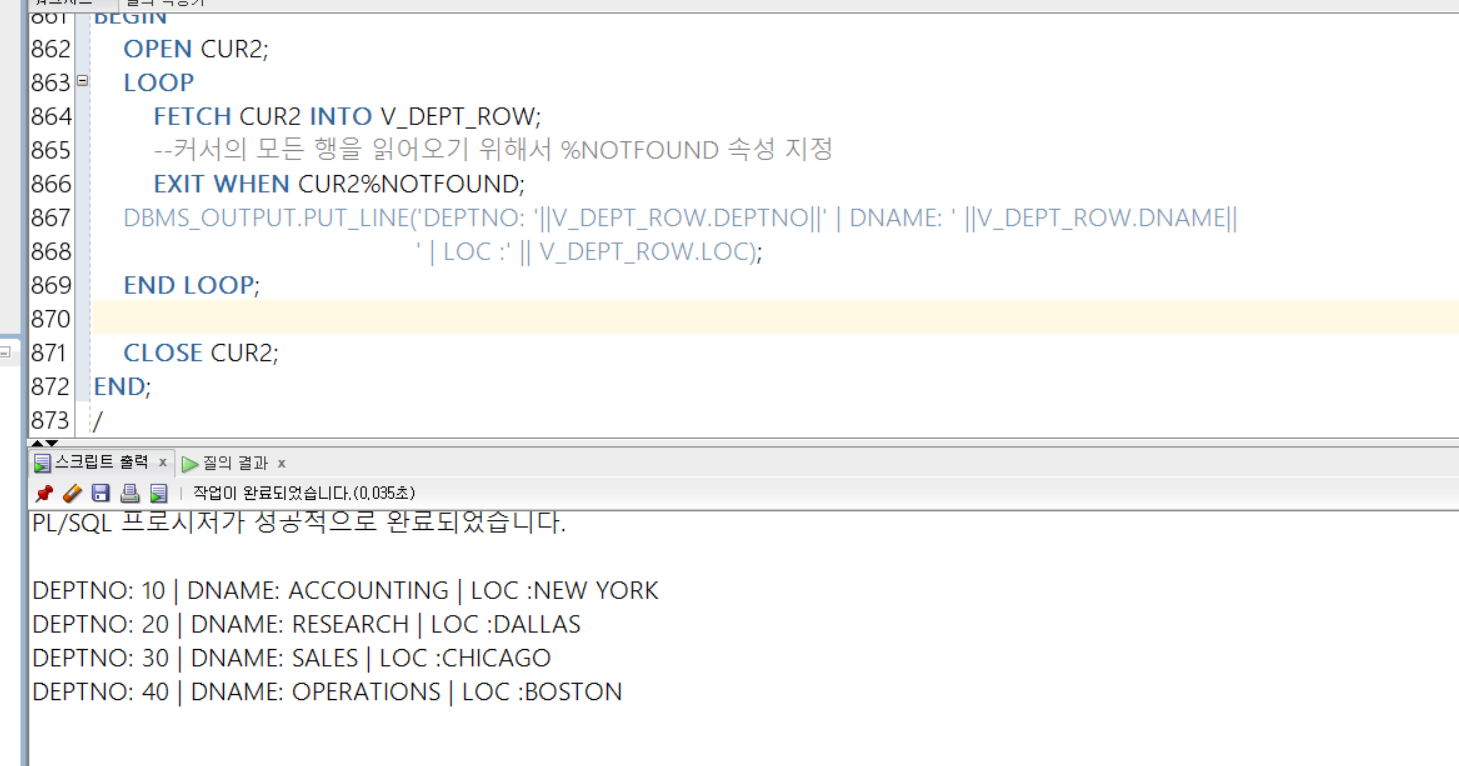 861 BEGIN
862 OPEN CUR2;
863 LOOP
864 FETCH CUR2 INTO V_DEPT_ROW;
865 --커서의 모든 행을 읽어오기 위해서 %NOTFOUND 속성 지정
866 EXIT WHEN CUR2%NOTFOUND;
867 DBMS_OUTPUT.PUT_LINE('DEPTNO: '||V_DEPT_ROW.DEPTNO||' | DNAME: ' ||V_DEPT_ROW.DNAME||
868 ' | LOC :' || V_DEPT_ROW.LOC);
869 END LOOP;
870
871 CLOSE CUR2;
872 END;
873 /
스크립트 출력 x 질의 결과 x
작업이 완료되었습니다.(0,035초)
PL/SQL 프로시저가 성공적으로 완료되었습니다.
DEPTNO: 10 | DNAME: ACCOUNTING | LOC :NEW YORK
DEPTNO: 20 | DNAME: RESEARCH | LOC :DALLAS
DEPTNO: 30 | DNAME: SALES | LOC :CHICAGO
DEPTNO: 40 | DNAME: OPERATIONS | LOC :BOSTON